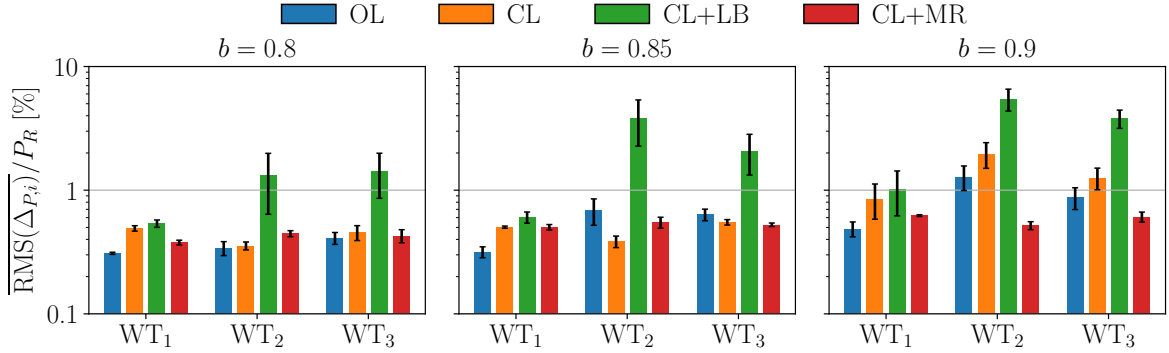 OL CL CL+LB CL+MR
b = 0.8 b = 0.85 b = 0.9
RMS(Δ_{P,i})/P_R [%]
10
1
0.1
WT₁ WT₂ WT₃ WT₁ WT₂ WT₃ WT₁ WT₂ WT₃